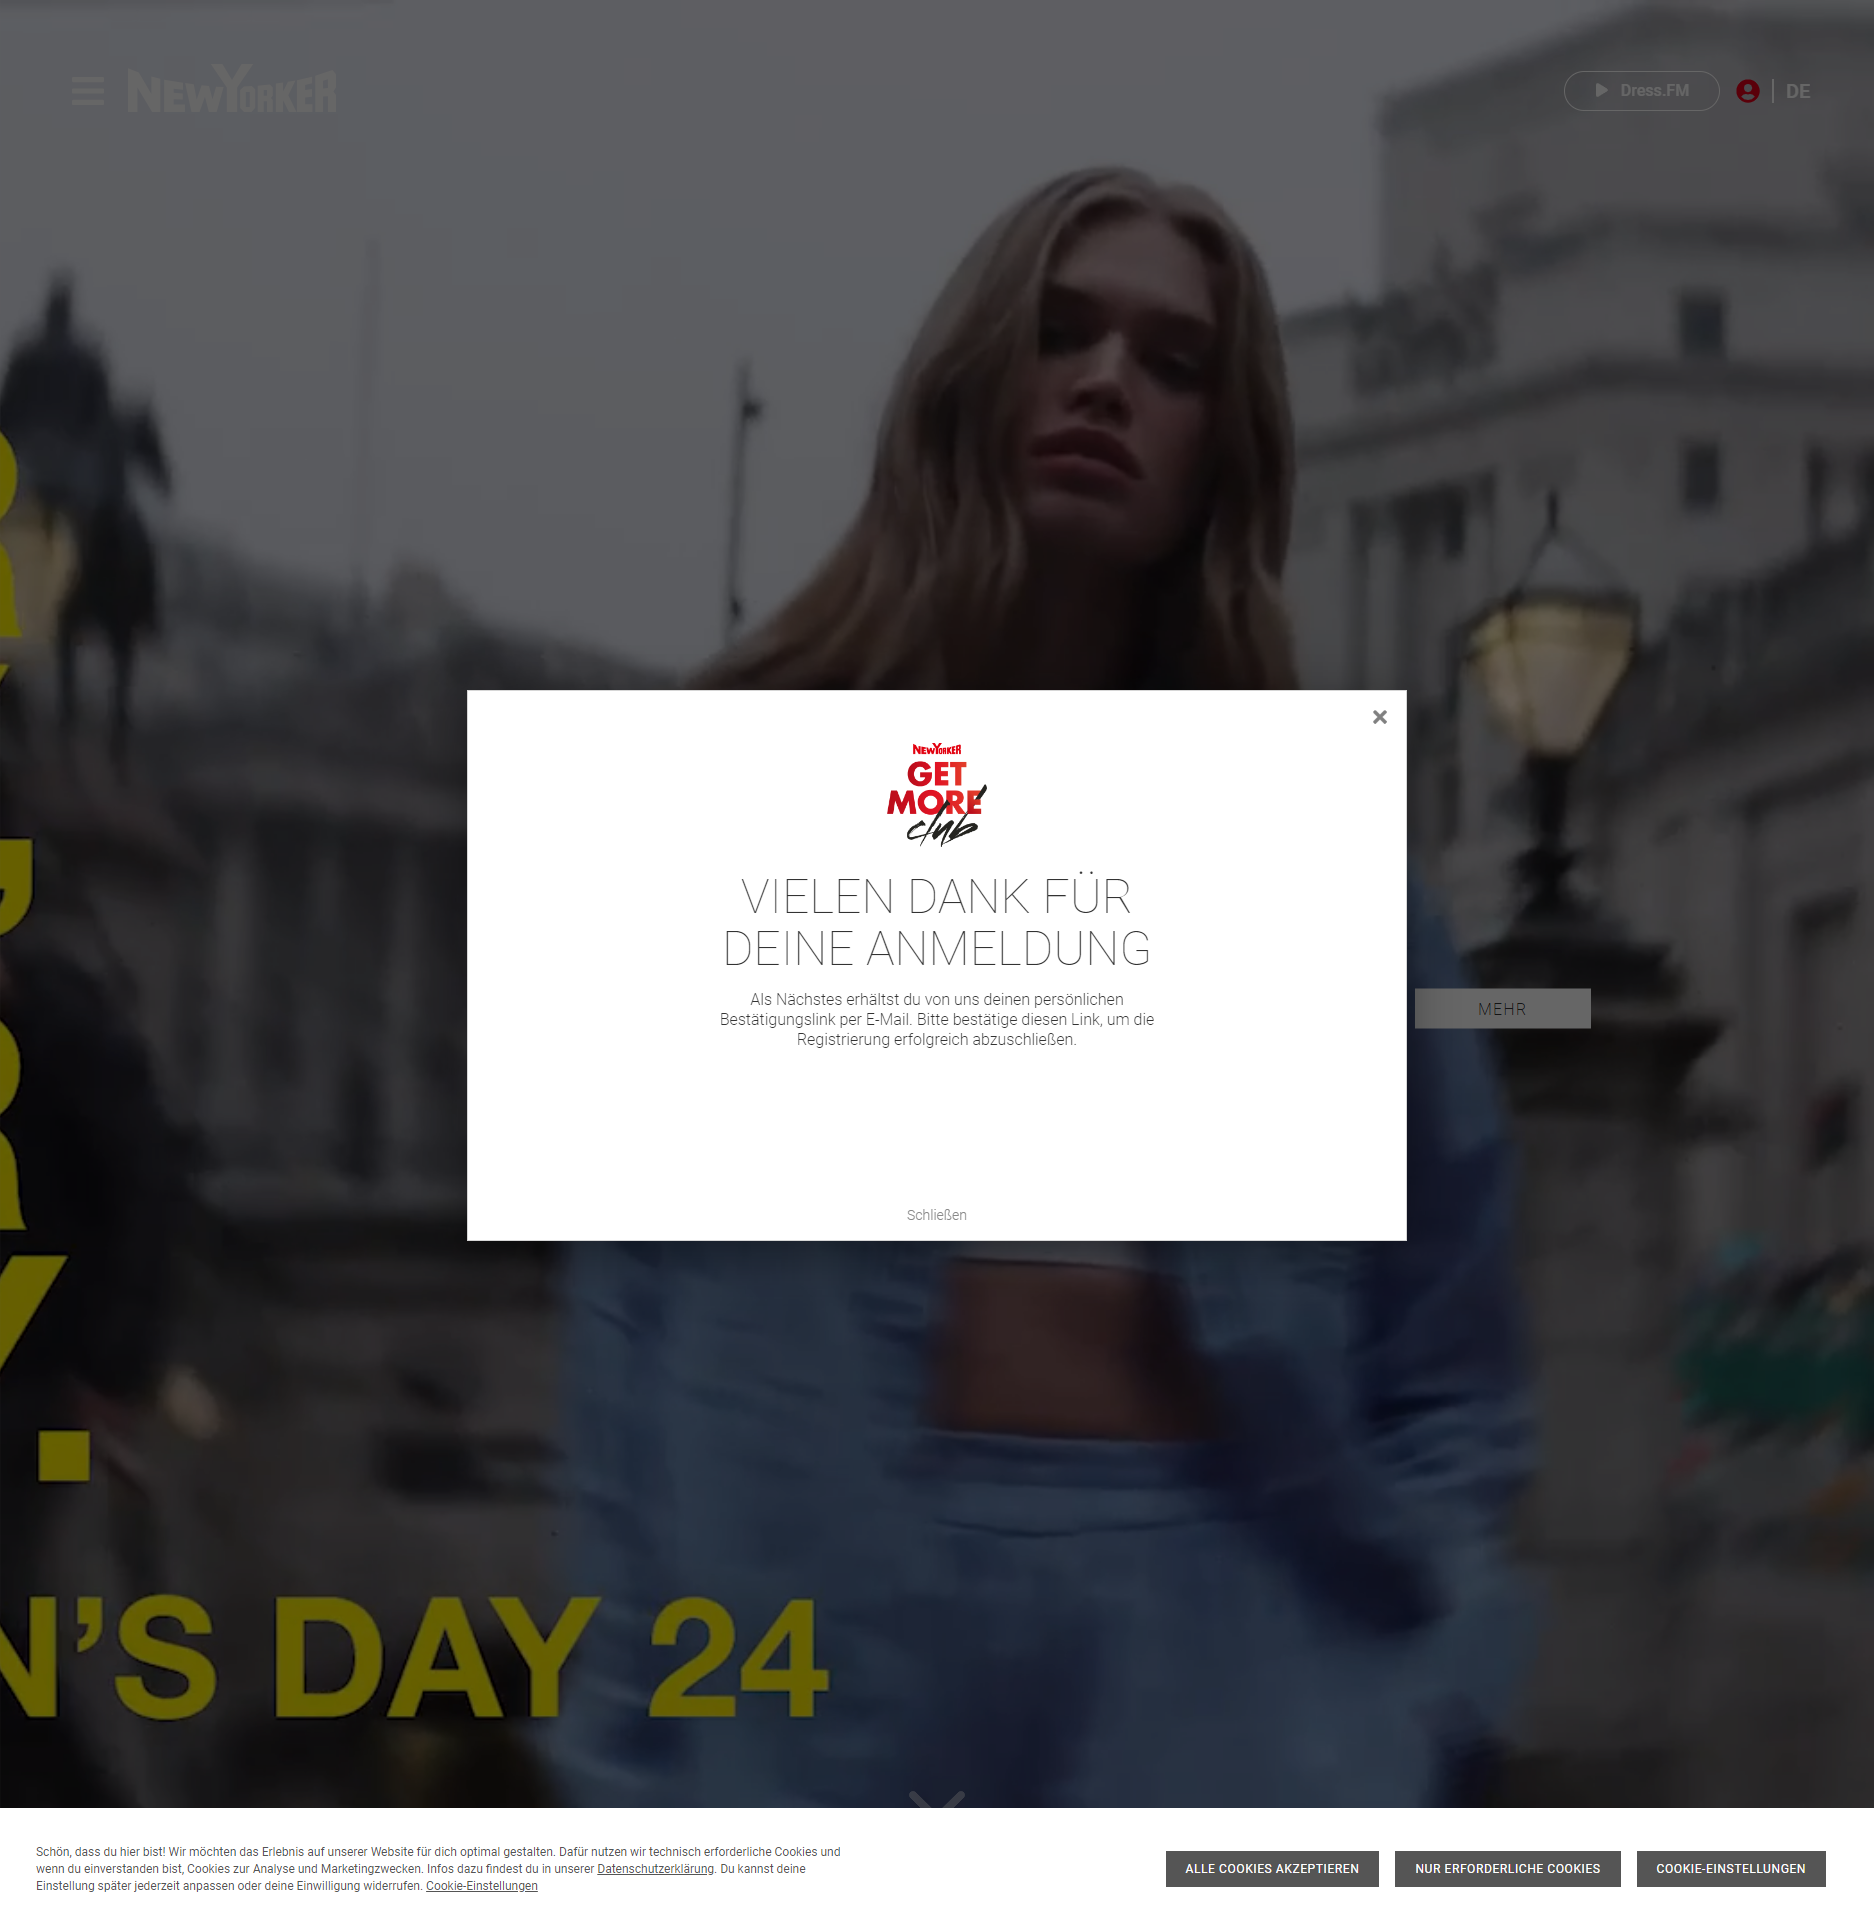 NEWYORKER
Dress.FM
DE
NEWYORKER
GET
MORE
club
VIELEN DANK FÜR
DEINE ANMELDUNG
Als Nächstes erhältst du von uns deinen persönlichen
Bestätigungslink per E-Mail. Bitte bestätige diesen Link, um die
Registrierung erfolgreich abzuschließen.
MEHR
Schließen
N'S DAY 24
Schön, dass du hier bist! Wir möchten das Erlebnis auf unserer Website für dich optimal gestalten. Dafür nutzen wir technisch erforderliche Cookies und
wenn du einverstanden bist, Cookies zur Analyse und Marketingzwecken. Infos dazu findest du in unserer Datenschutzerklärung. Du kannst deine
Einstellung später jederzeit anpassen oder deine Einwilligung widerrufen. Cookie-Einstellungen
ALLE COOKIES AKZEPTIEREN
NUR ERFORDERLICHE COOKIES
COOKIE-EINSTELLUNGEN